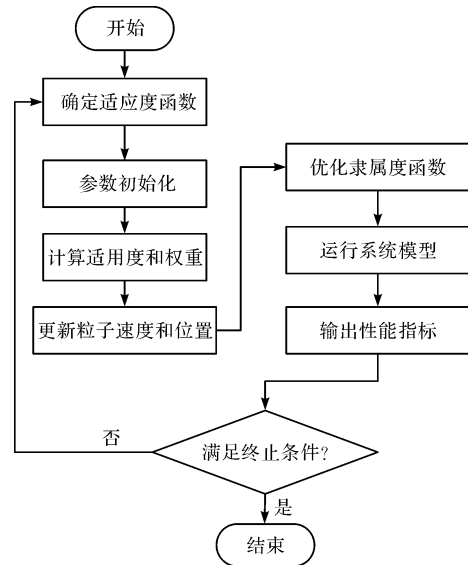 开始
确定适应度函数
参数初始化
计算适用度和权重
更新粒子速度和位置
优化隶属度函数
运行系统模型
输出性能指标
满足终止条件?
否
是
结束